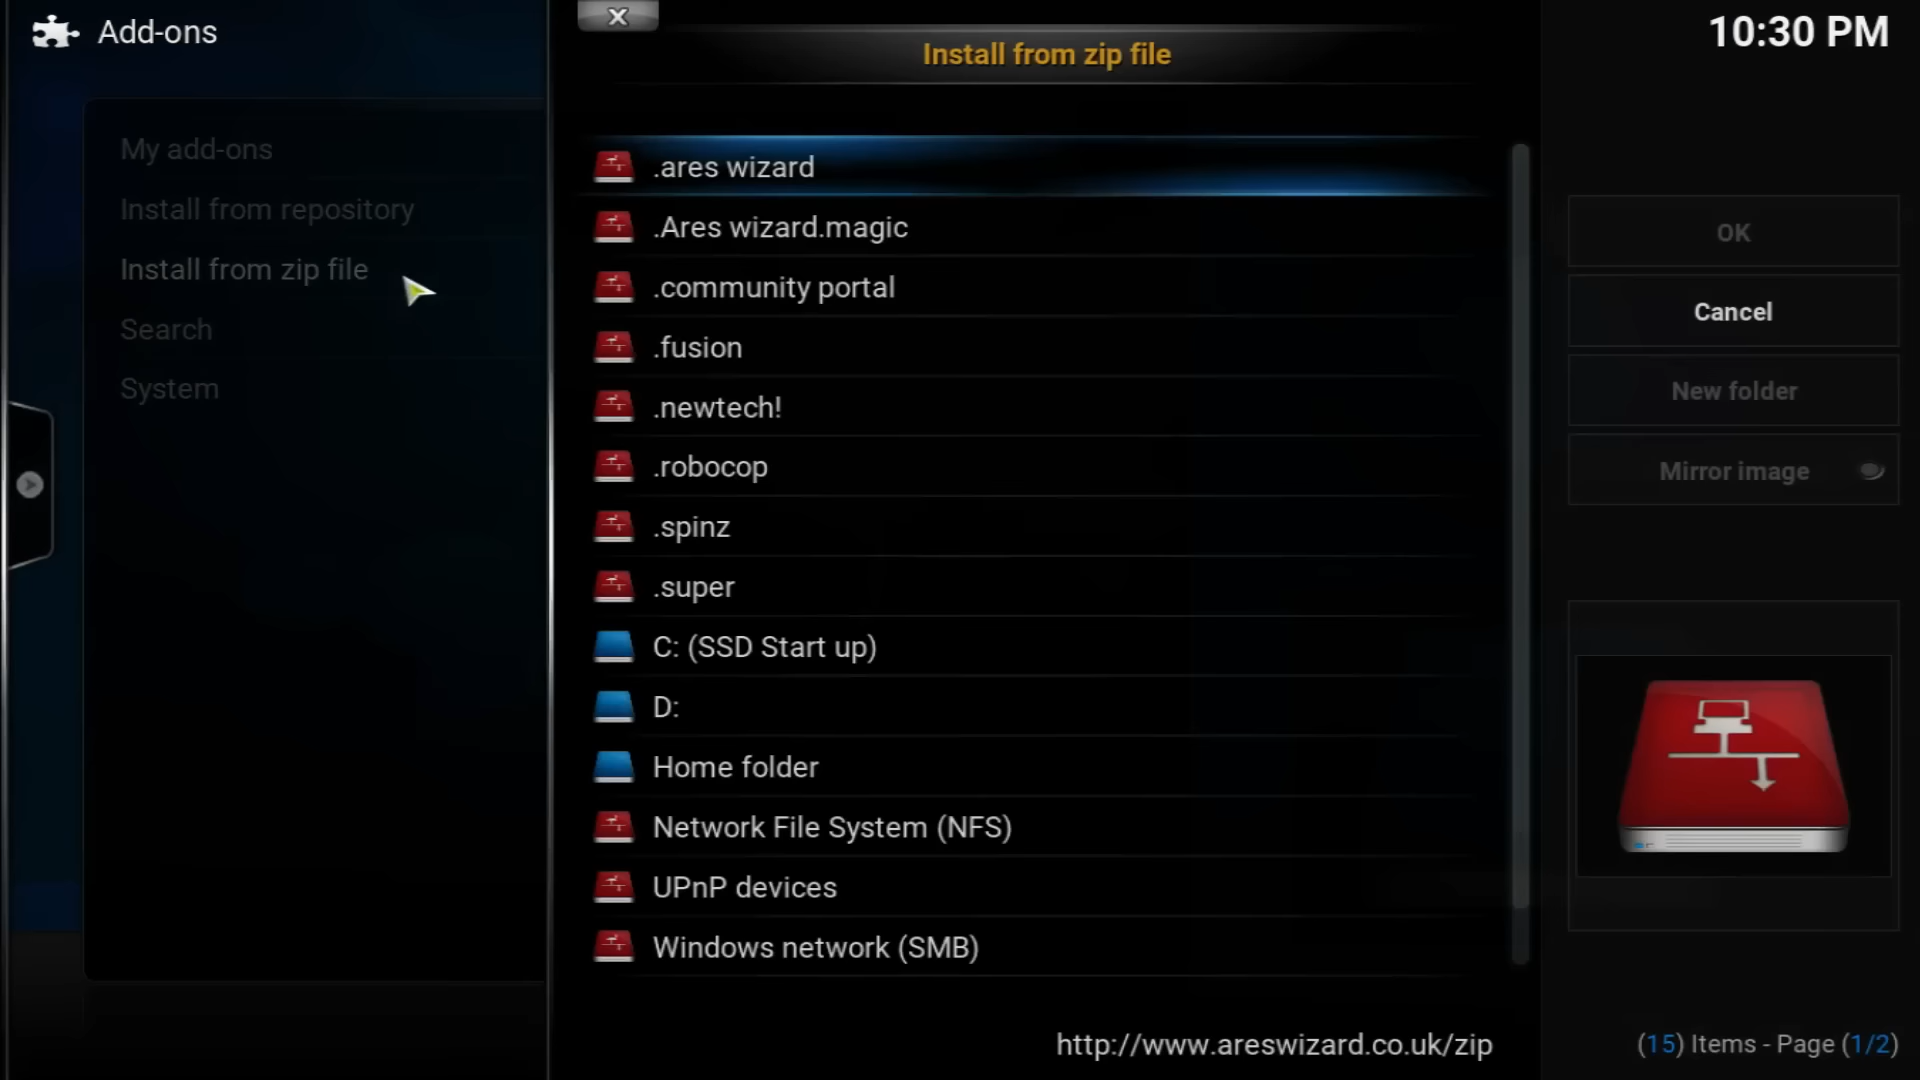 Add-ons
My add-ons
Install from repository
Install from zip file
Search
System
X
Install from zip file
.ares wizard
.Ares wizard.magic
.community portal
.fusion
.newtech!
.robocop
.spinz
.super
C: (SSD Start up)
D:
Home folder
Network File System (NFS)
UPnP devices
Windows network (SMB)
http://www.areswizard.co.uk/zip
10:30 PM
OK
Cancel
New folder
Mirror image
(15) Items - Page (1/2)